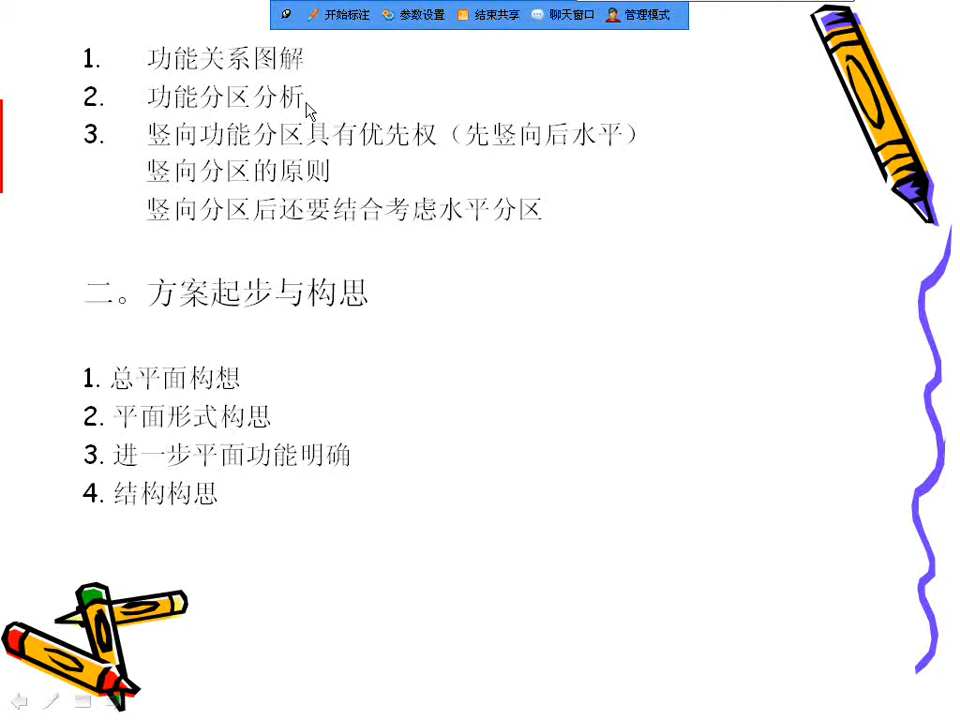 开始标注 参数设置 结束共享 聊天窗口 管理模式
1. 功能关系图解
2. 功能分区分析
3. 竖向功能分区具有优先权（先竖向后水平）
竖向分区的原则
竖向分区后还要结合考虑水平分区
二。方案起步与构思
1. 总平面构想
2. 平面形式构思
3. 进一步平面功能明确
4. 结构构思